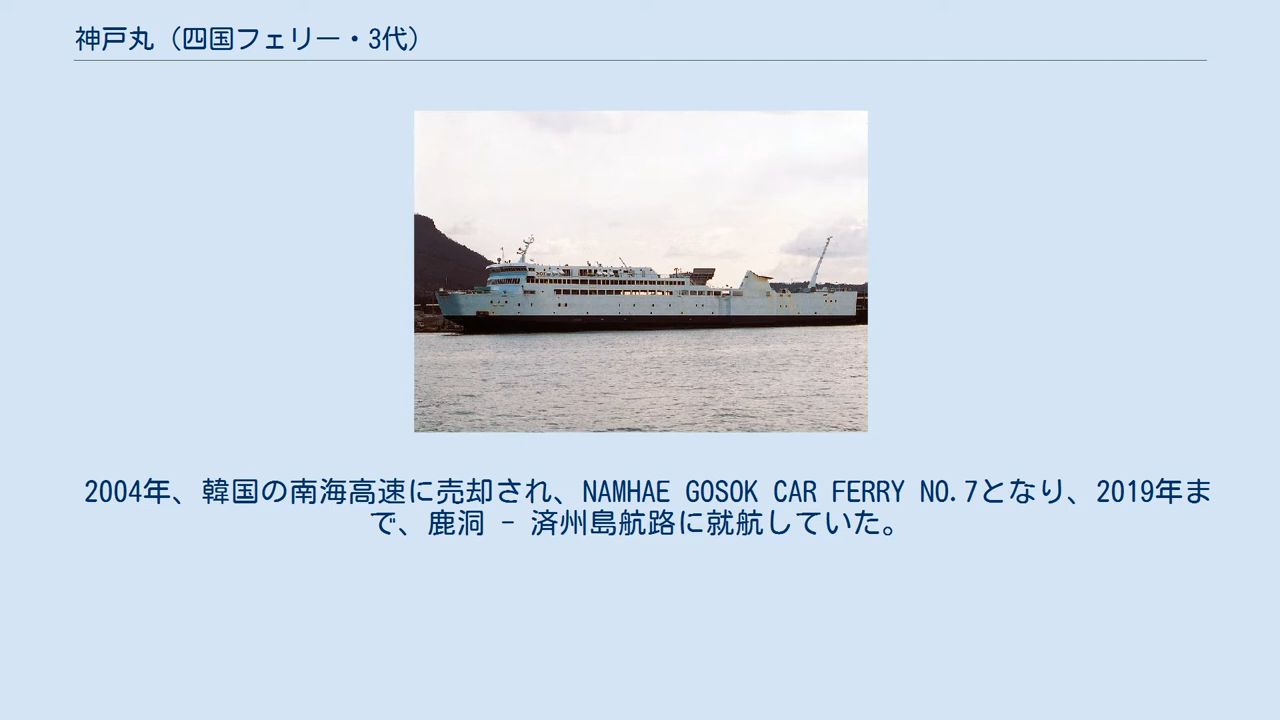 神戸丸（四国フェリー・3代）
2004年、韓国の南海高速に売却され、NAMHAE GOSOK CAR FERRY NO.7となり、2019年ま
で、鹿洞 - 済州島航路に就航していた。